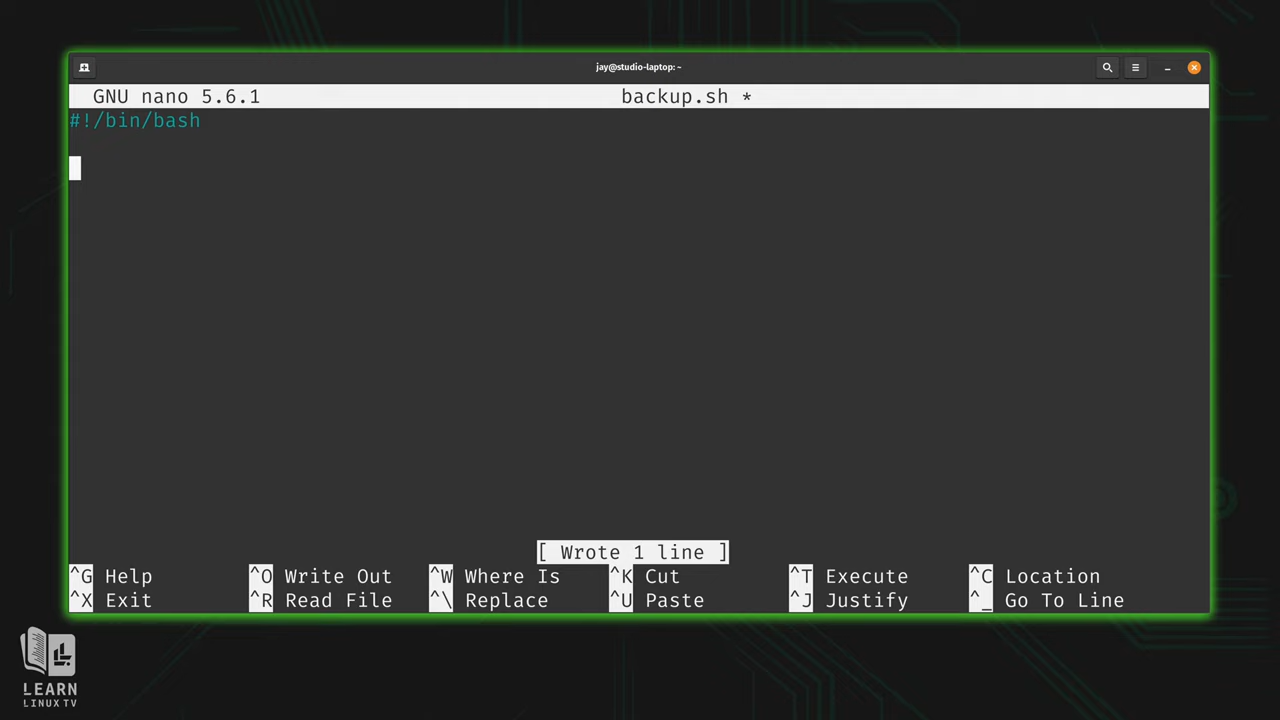 jay@studio-laptop: ~
GNU nano 5.6.1 backup.sh *
#!/bin/bash
[ Wrote 1 line ]
^G Help ^O Write Out ^W Where Is ^K Cut ^T Execute ^C Location
^X Exit ^R Read File ^\ Replace ^U Paste ^J Justify ^_ Go To Line
LEARN
LINUX TV